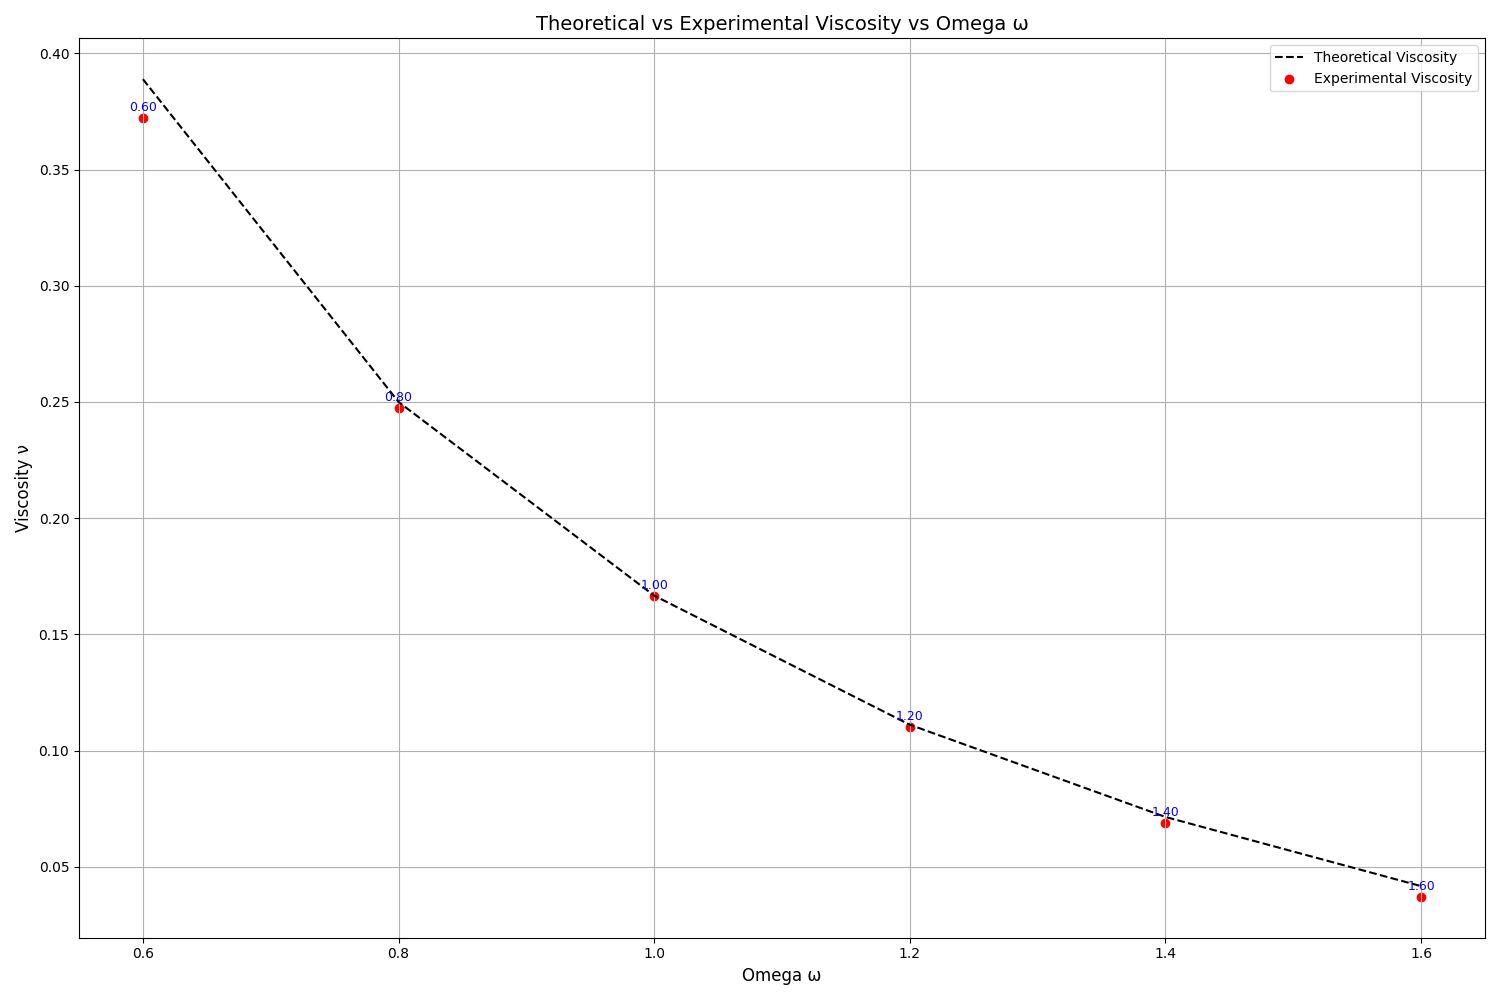 Theoretical vs Experimental Viscosity vs Omega ω
Theoretical Viscosity
Experimental Viscosity
Viscosity ν
0.40
0.35
0.30
0.25
0.20
0.15
0.10
0.05
0.60
0.80
1.00
1.20
1.40
1.60
0.6 0.8 1.0 1.2 1.4 1.6
Omega ω